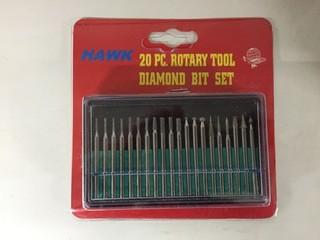 HAWK
20 PC. ROTARY TOOL
DIAMOND BIT SET